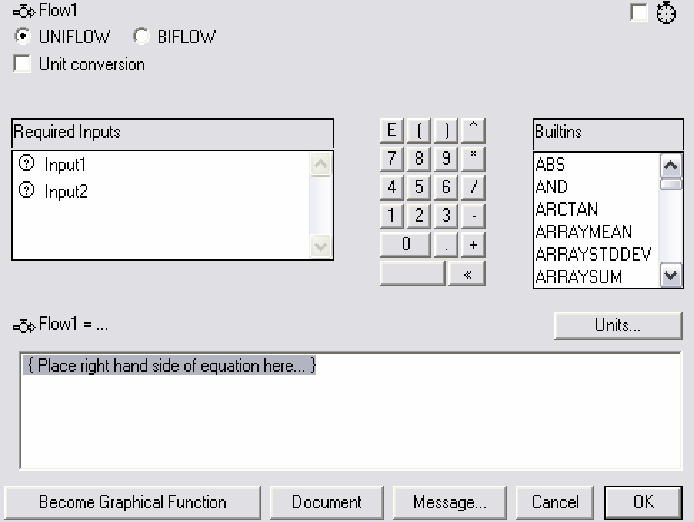 Flow1
UNIFLOW BIFLOW
Unit conversion
Required Inputs
? Input1
? Input2
E ( ) ^
7 8 9 *
4 5 6 /
1 2 3 -
0 . +
«
Builtins
ABS
AND
ARCTAN
ARRAYMEAN
ARRAYSTDDEV
ARRAYSUM
Flow1 = ...
Units...
{ Place right hand side of equation here... }
Become Graphical Function Document Message... Cancel OK